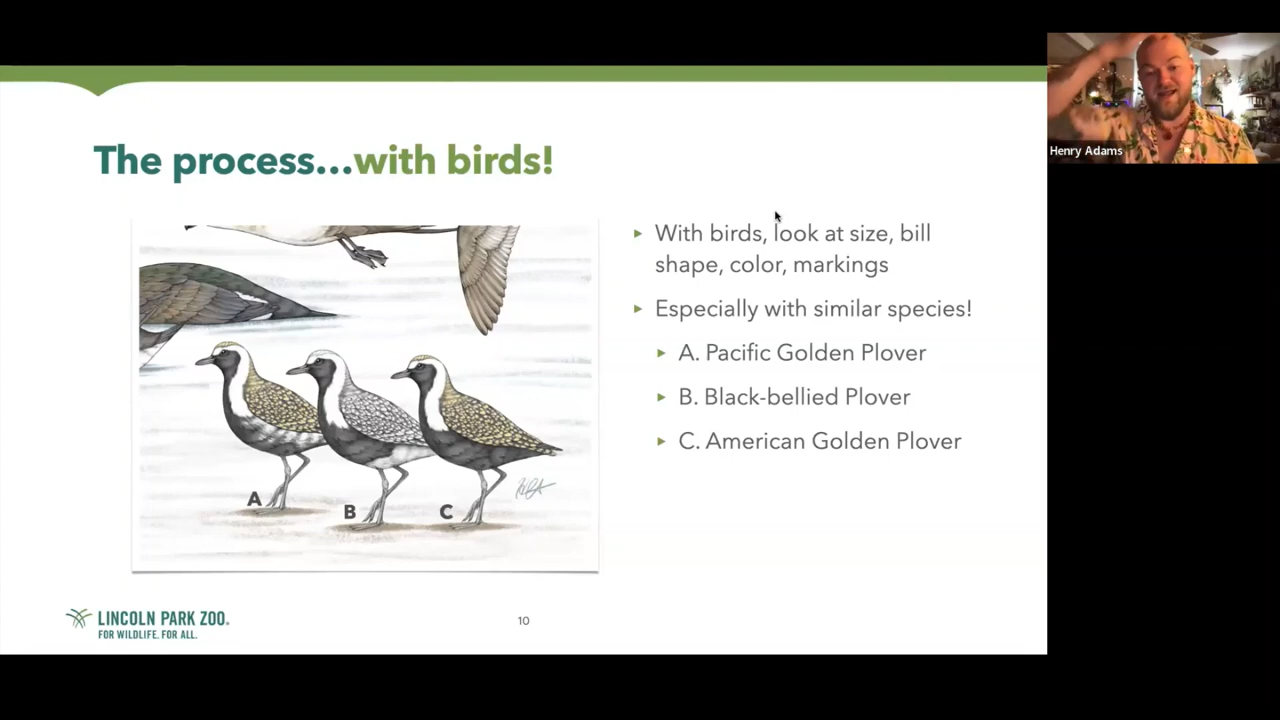 The process...with birds!
▸ With birds, look at size, bill
shape, color, markings
▸ Especially with similar species!
▸ A. Pacific Golden Plover
▸ B. Black-bellied Plover
▸ C. American Golden Plover
A
B
C
LINCOLN PARK ZOO.
FOR WILDLIFE. FOR ALL.
10
Henry Adams